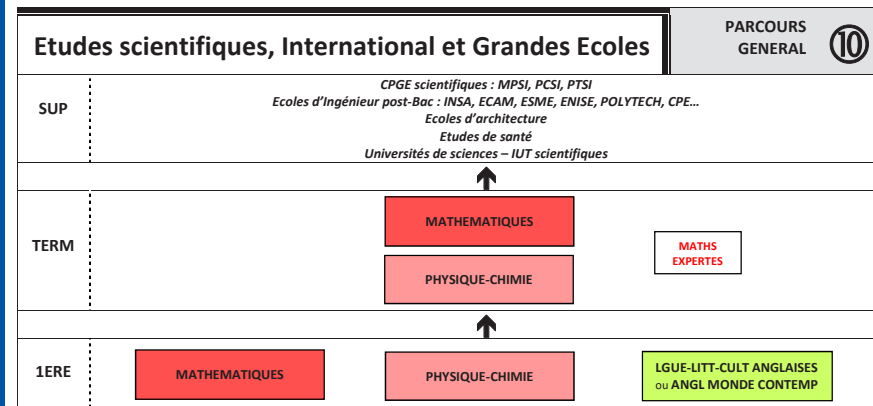 Etudes scientifiques, International et Grandes Ecoles
PARCOURS
GENERAL
⑩
SUP
CPGE scientifiques : MPSI, PCSI, PTSI
Ecoles d'Ingénieur post-Bac : INSA, ECAM, ESME, ENISE, POLYTECH, CPE...
Ecoles d'architecture
Etudes de santé
Universités de sciences – IUT scientifiques
TERM
MATHEMATIQUES
PHYSIQUE-CHIMIE
MATHS
EXPERTES
1ERE
MATHEMATIQUES
PHYSIQUE-CHIMIE
LGUE-LITT-CULT ANGLAISES
ou ANGL MONDE CONTEMP